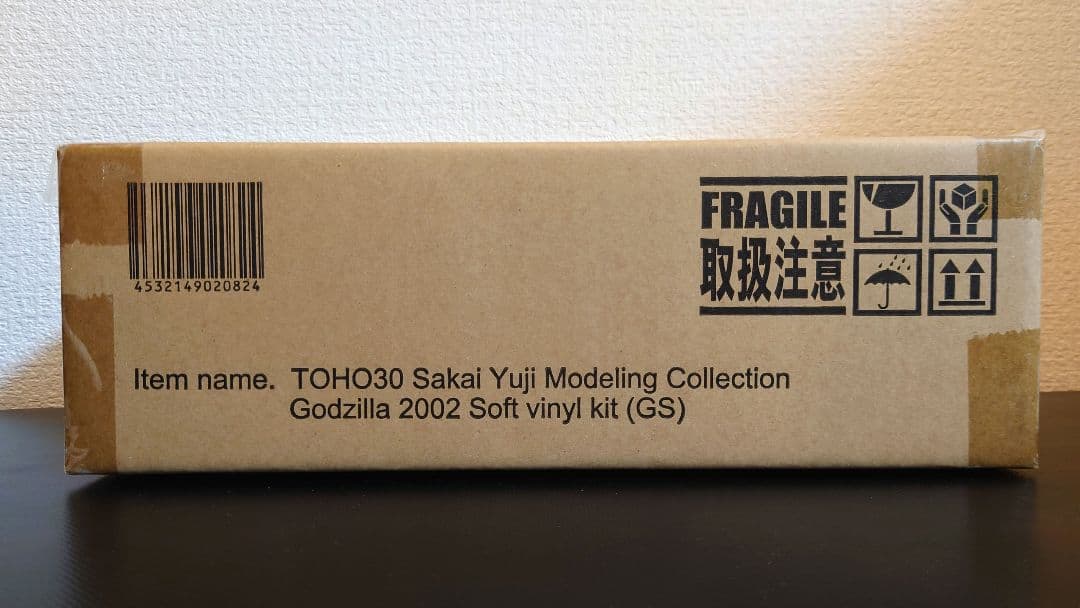 4532149020824
FRAGILE
取扱注意
Item name. TOHO30 Sakai Yuji Modeling Collection
Godzilla 2002 Soft vinyl kit (GS)